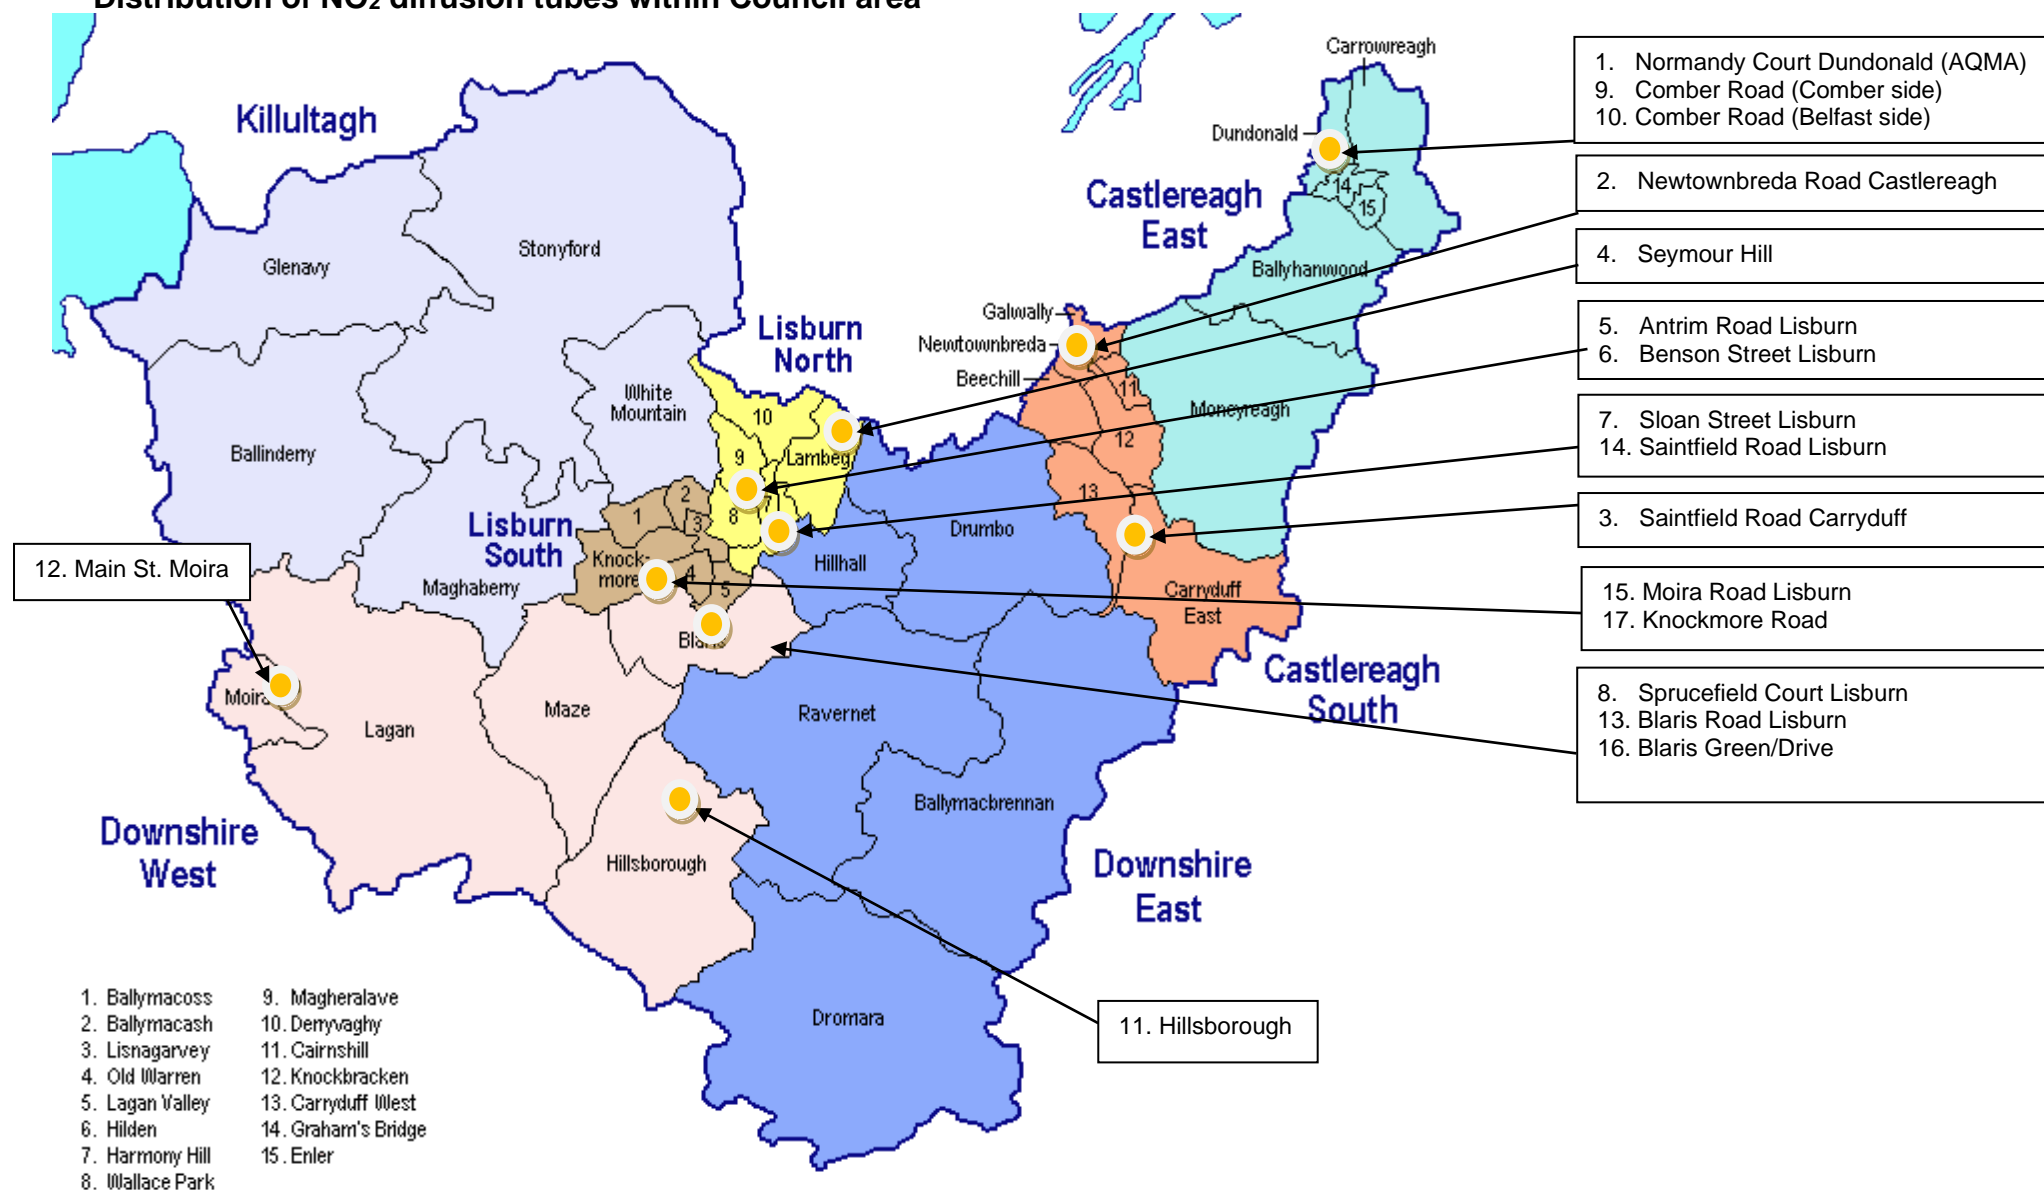 Distribution of NO₂ diffusion tubes within Council area
Carrowreagh
Killultagh
Dundonald
14
15
Castlereagh
East
Stonyford
Glenavy
Ballyhanwood
Galwally
Newtownbreda
Beechill
Lisburn
North
White
Mountain
10
11
Moneyreagh
12
Ballinderry
9
Lambeg
13
2
1
3
8
7
Drumbo
Lisburn
South
Knock-
more
4
5
Hillhall
Maghaberry
Carryduff
East
Blaris
Castlereagh
South
Moira
Lagan
Maze
Ravernet
Ballymacbrennan
Downshire
West
Hillsborough
Downshire
East
Dromara
1. Normandy Court Dundonald (AQMA)
9. Comber Road (Comber side)
10. Comber Road (Belfast side)
2. Newtownbreda Road Castlereagh
4. Seymour Hill
5. Antrim Road Lisburn
6. Benson Street Lisburn
7. Sloan Street Lisburn
14. Saintfield Road Lisburn
3. Saintfield Road Carryduff
15. Moira Road Lisburn
17. Knockmore Road
8. Sprucefield Court Lisburn
13. Blaris Road Lisburn
16. Blaris Green/Drive
12. Main St. Moira
11. Hillsborough
1. Ballymacoss
2. Ballymacash
3. Lisnagarvey
4. Old Warren
5. Lagan Valley
6. Hilden
7. Harmony Hill
8. Wallace Park
9. Magheralave
10. Derryvaghy
11. Cairnshill
12. Knockbracken
13. Carryduff West
14. Graham's Bridge
15. Enler